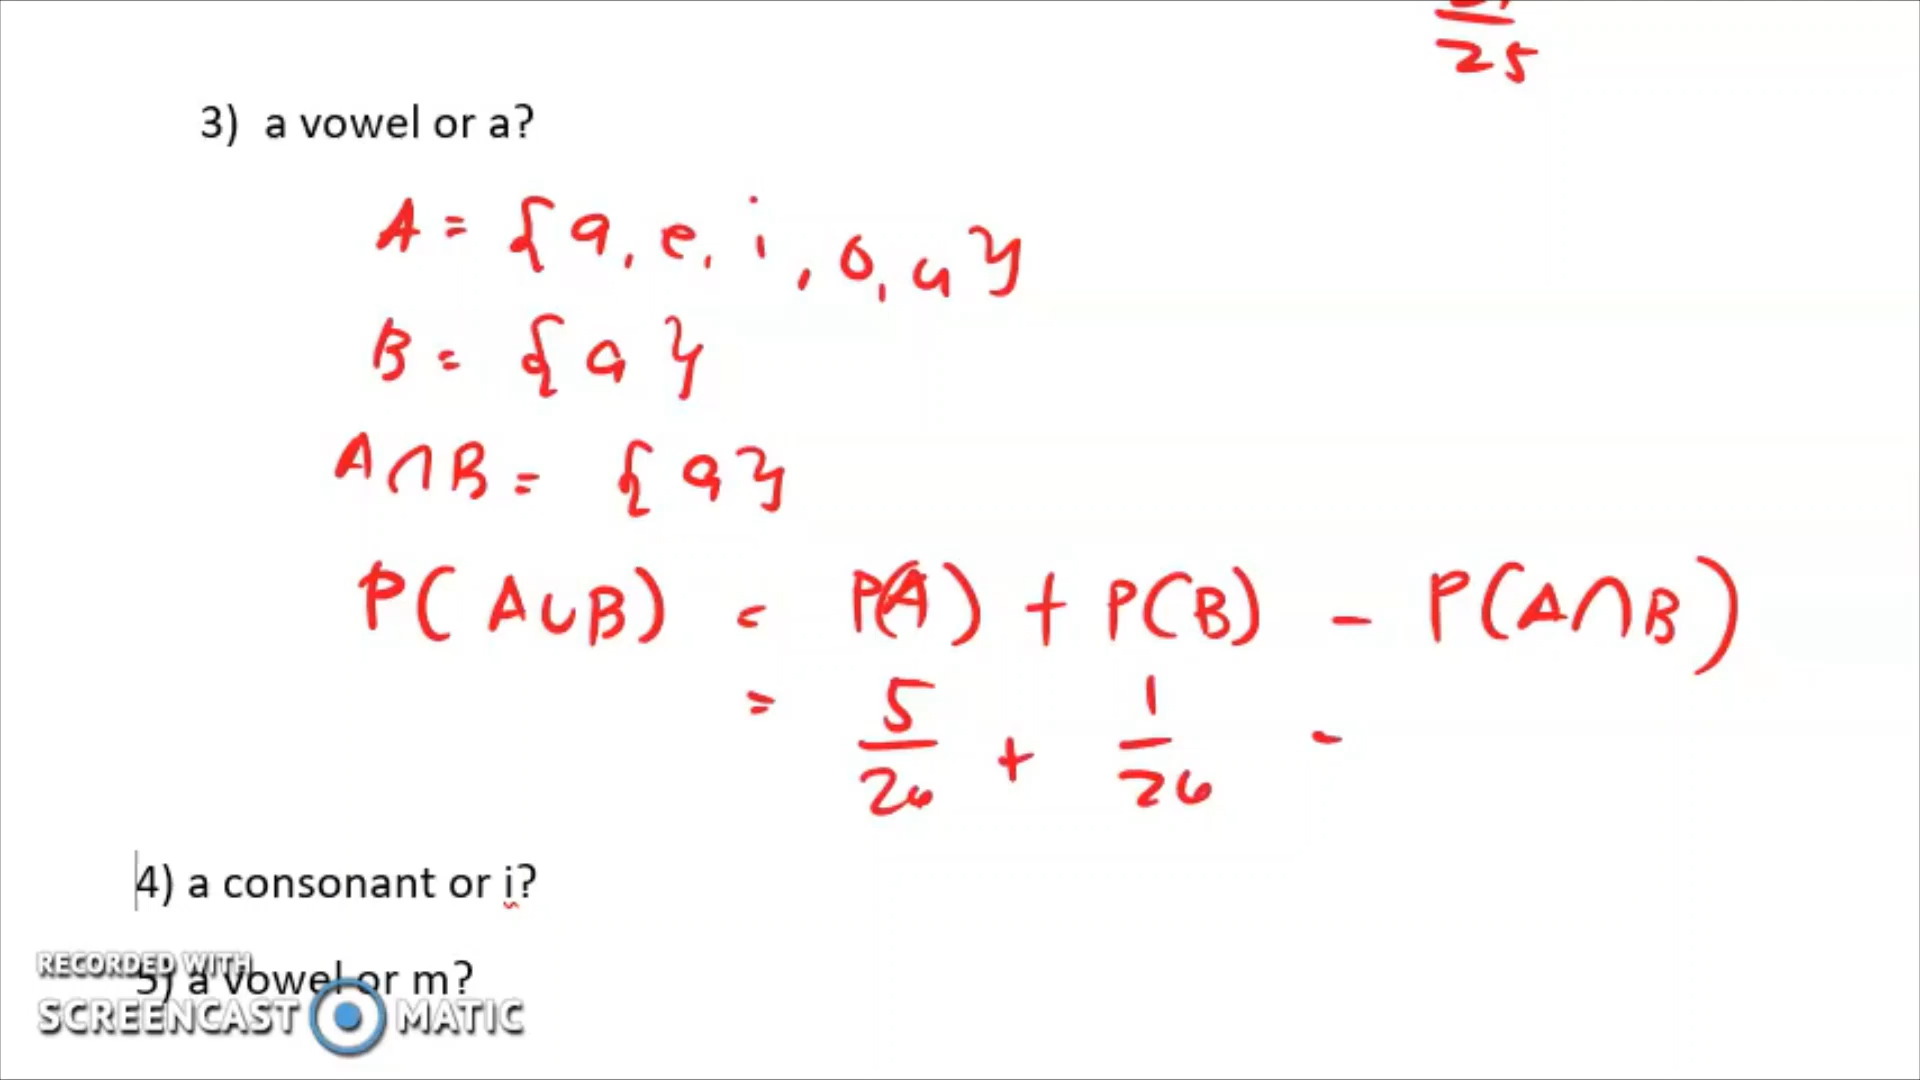 25
3) a vowel or a?
A = {a, e, i, o, u}
B = {a}
A∩B = {a}
P(A∪B) = P(A) + P(B) - P(A∩B)
= 5/26 + 1/26 -
4) a consonant or i?
5) a vowel or m?
RECORDED WITH
SCREENCAST MATIC